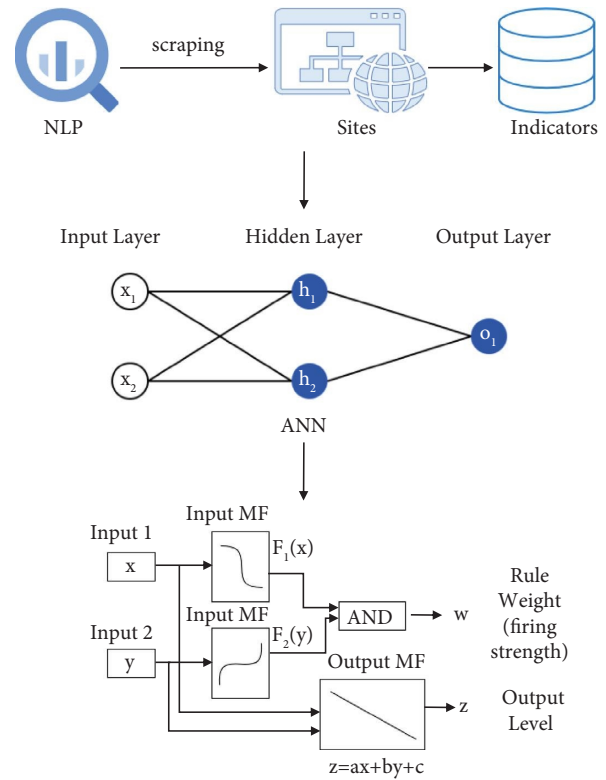 scraping
NLP Sites Indicators
Input Layer Hidden Layer Output Layer
x₁ h₁
o₁
x₂ h₂
ANN
Input MF
Input 1 F₁(x)
x
Input MF
Input 2 F₂(y)
y
AND w
Rule
Weight
(firing
strength)
Output MF
z
Output
Level
z=ax+by+c